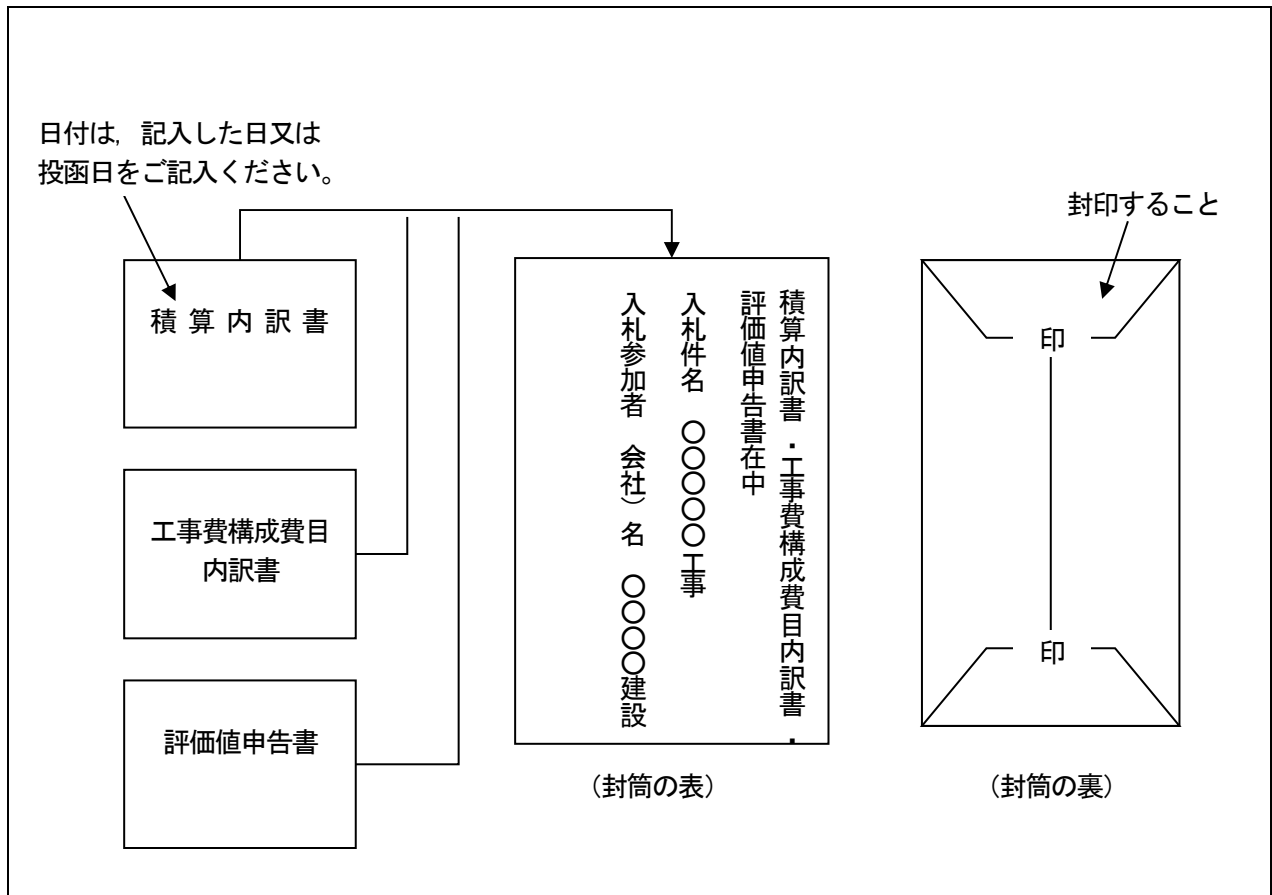 日付は，記入した日又は
投函日をご記入ください。
封印すること
積 算 内 訳 書
工事費構成費目
内訳書
評価値申告書
積算内訳書・工事費構成費目内訳書・
評価値申告書在中
入札件名　〇〇〇〇〇工事
入札参加者　会社）名　〇〇〇〇建設
（封筒の表）
印
印
（封筒の裏）